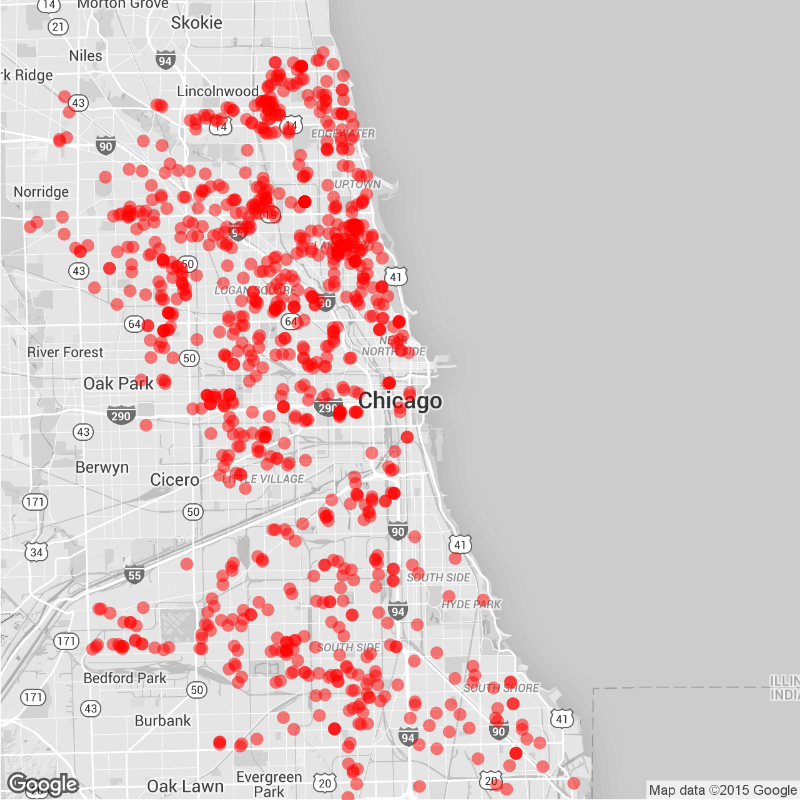 14
Morton Grove
21
Skokie
Niles
94
rk Ridge
Lincolnwood
43
14
14
EDGEWATER
90
Norridge
UPTOWN
19
94
43
50
41
LOGAN SQUARE
90
64
64
NEAR
NORTH SIDE
River Forest
50
Oak Park
290
290
Chicago
43
Berwyn
Cicero
LITTLE VILLAGE
171
50
90
34
41
55
SOUTH SIDE
HYDE PARK
94
171
SOUTH SIDE
Bedford Park
50
SOUTH SHORE
ILLIN
INDIA
171
43
Burbank
41
90
94
Oak Lawn
Evergreen
Park
20
20
Google
Map data ©2015 Google